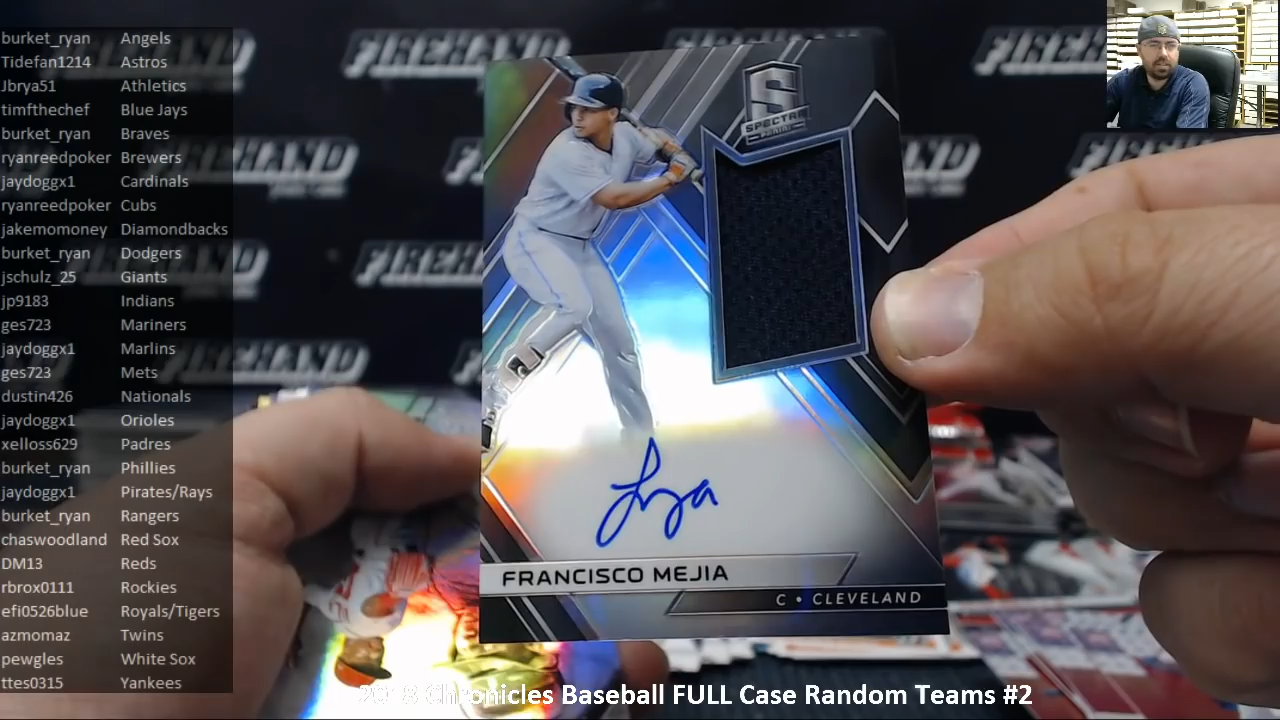 burket_ryan Angels
Tidefan1214 Astros
Jbrya51 Athletics
timfthechef Blue Jays
burket_ryan Braves
ryanreedpoker Brewers
jaydoggx1 Cardinals
ryanreedpoker Cubs
jakemomoney Diamondbacks
burket_ryan Dodgers
jschulz_25 Giants
jp9183 Indians
ges723 Mariners
jaydoggx1 Marlins
ges723 Mets
dustin426 Nationals
jaydoggx1 Orioles
xelloss629 Padres
burket_ryan Phillies
jaydoggx1 Pirates/Rays
burket_ryan Rangers
chaswoodland Red Sox
DM13 Reds
rbrox0111 Rockies
efi0526blue Royals/Tigers
azmomaz Twins
pewgles White Sox
ttes0315 Yankees
FIREHAND
S
SPECTRA
PANINI
FRANCISCO MEJIA
C • CLEVELAND
2018 Chronicles Baseball FULL Case Random Teams #2